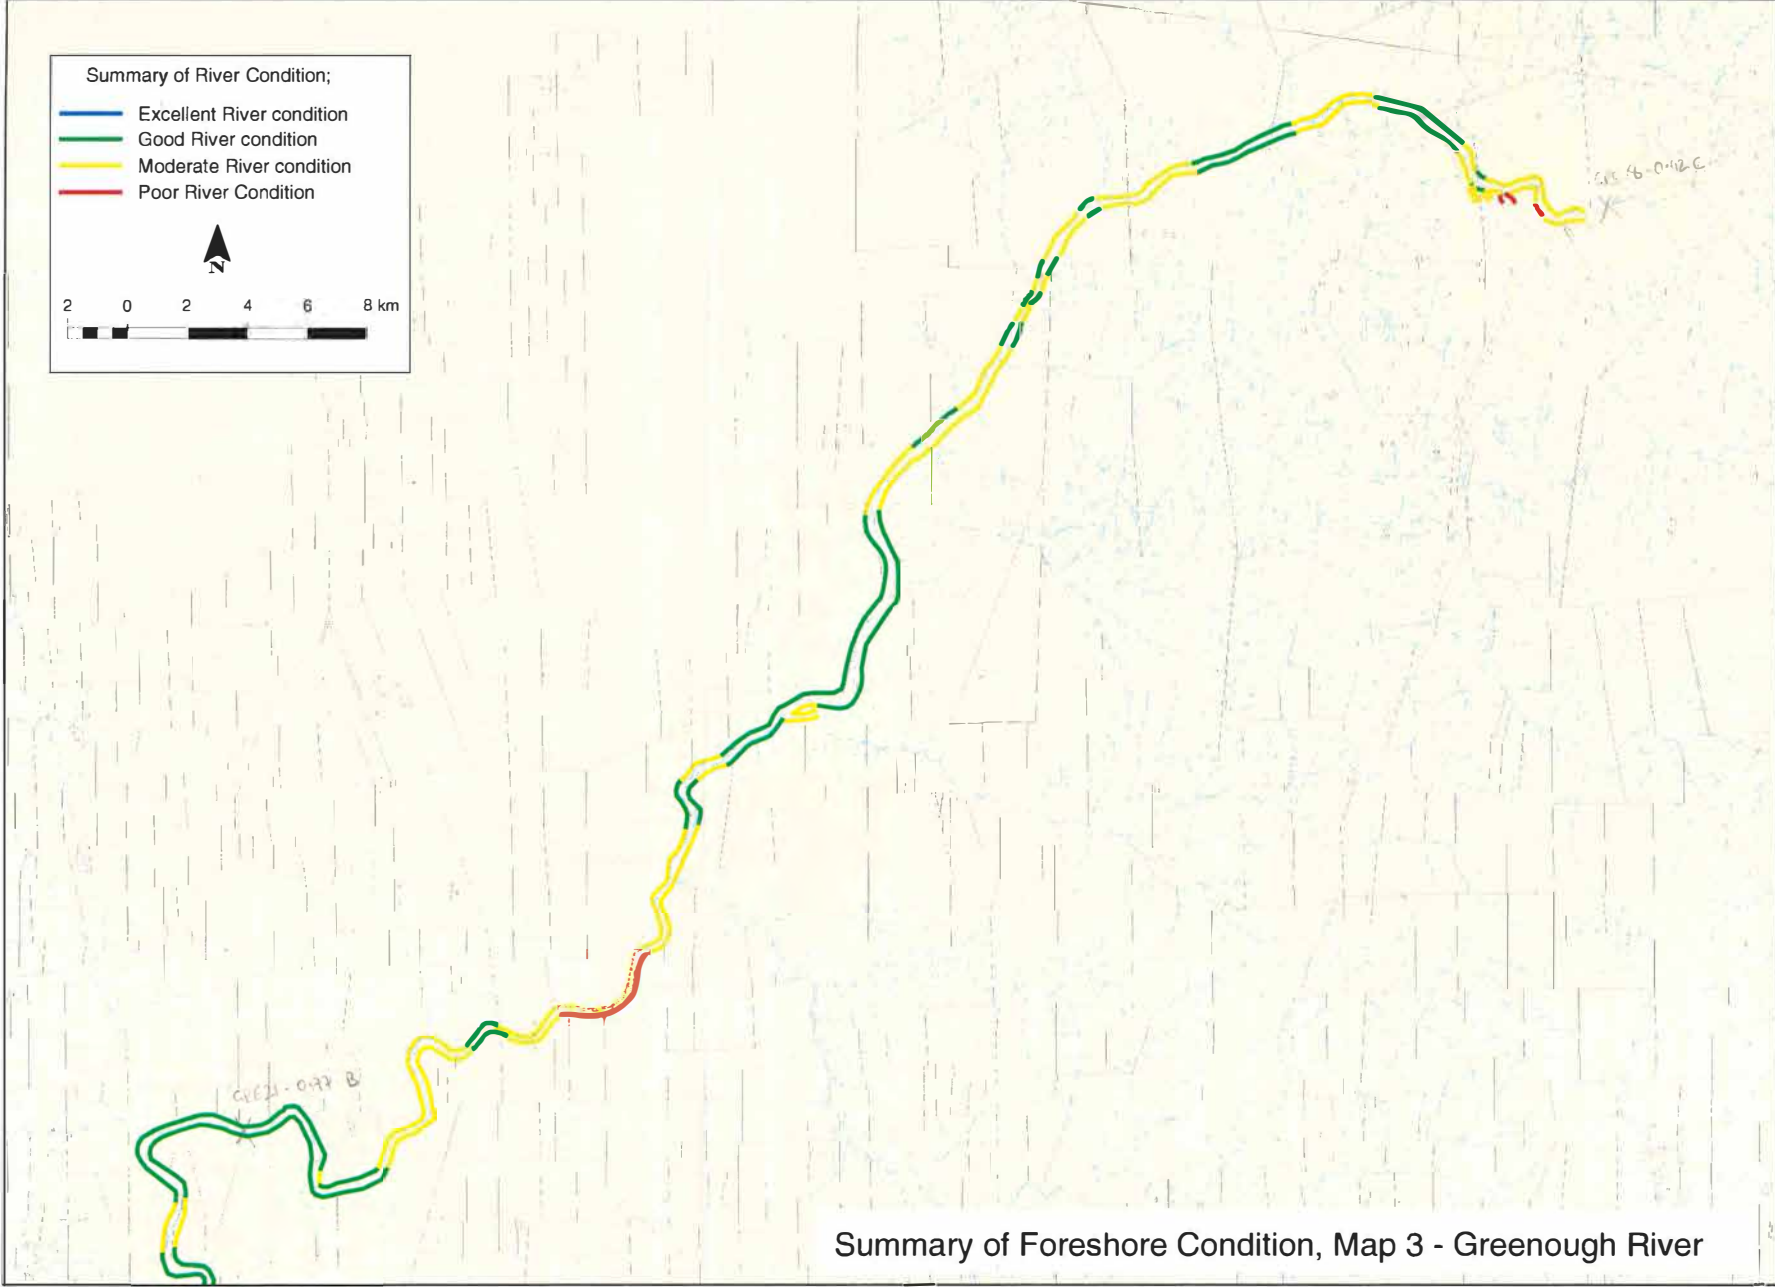 Summary of River Condition;
Excellent River condition
Good River condition
Moderate River condition
Poor River Condition
N
2 0 2 4 6 8 km
Summary of Foreshore Condition, Map 3 - Greenough River